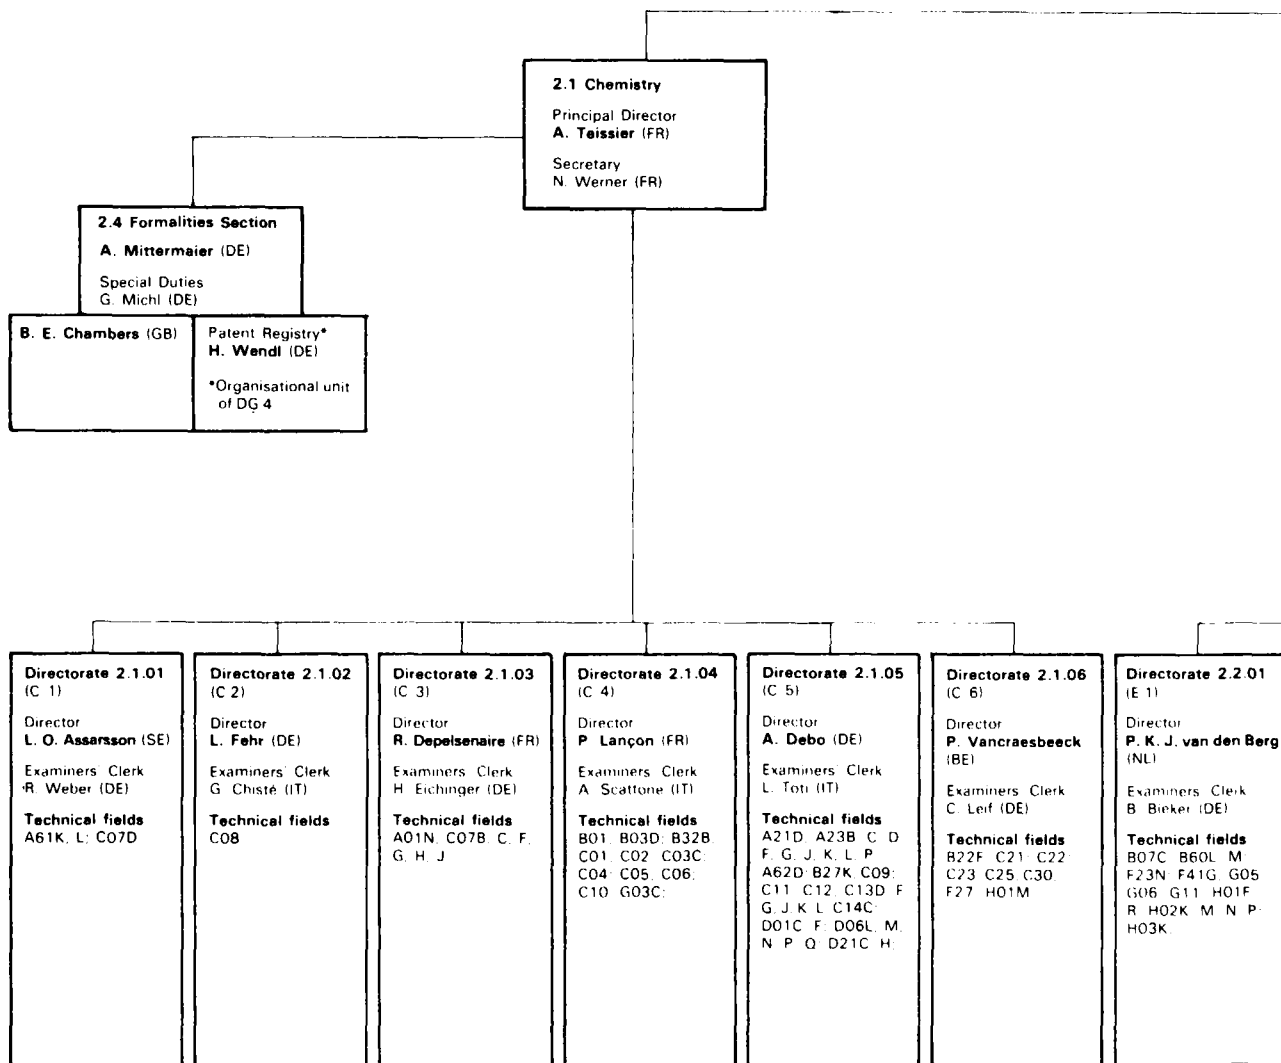 2.1 Chemistry
Principal Director
A. Teissier (FR)
Secretary
N. Werner (FR)
2.4 Formalities Section
A. Mittermaier (DE)
Special Duties
G. Michl (DE)
B. E. Chambers (GB)
Patent Registry*
H. Wendl (DE)
*Organisational unit
of DG 4
Directorate 2.1.01
(C 1)
Director
L. O. Assarsson (SE)
Examiners' Clerk
R. Weber (DE)
Technical fields
A61K, L; C07D
Directorate 2.1.02
(C 2)
Director
L. Fehr (DE)
Examiners' Clerk
G. Chisté (IT)
Technical fields
C08
Directorate 2.1.03
(C 3)
Director
R. Depelsenaire (FR)
Examiners' Clerk
H. Eichinger (DE)
Technical fields
A01N, C07B, C, F,
G, H, J
Directorate 2.1.04
(C 4)
Director
P. Lançon (FR)
Examiners' Clerk
A. Scattone (IT)
Technical fields
B01, B03D; B32B,
C01, C02, C03C;
C04; C05, C06;
C10, G03C;
Directorate 2.1.05
(C 5)
Director
A. Debo (DE)
Examiners' Clerk
L. Toti (IT)
Technical fields
A21D, A23B, C, D
F, G, J, K, L, P
A62D; B27K, C09;
C11, C12, C13D, F
G, J, K, L, C14C;
D01C, F; D06L, M,
N, P, Q; D21C, H;
Directorate 2.1.06
(C 6)
Director
P. Vancraesbeeck
(BE)
Examiners' Clerk
C. Leif (DE)
Technical fields
B22F, C21, C22;
C23, C25, C30,
F27, H01M
Directorate 2.2.01
(E 1)
Director
P. K. J. van den Berg
(NL)
Examiners' Clerk
B. Bieker (DE)
Technical fields
B07C, B60L, M;
F23N; F41G, G05
G06, G11, H01F
R, H02K, M, N, P;
H03K,